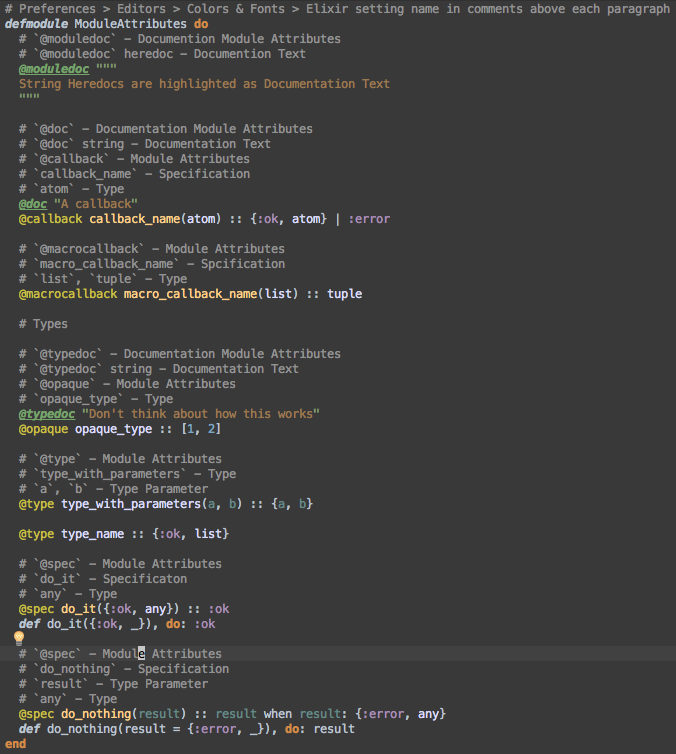 # Preferences > Editors > Colors & Fonts > Elixir setting name in comments above each paragraph
defmodule ModuleAttributes do
# `@moduledoc` - Documentation Module Attributes
# `@moduledoc` heredoc - Documention Text
@moduledoc """
String Heredocs are highlighted as Documentation Text
"""
# `@doc` - Documentation Module Attributes
# `@doc` string - Documentation Text
# `@callback` - Module Attributes
# `callback_name` - Specification
# `atom` - Type
@doc "A callback"
@callback callback_name(atom) :: {:ok, atom} | :error
# `@macrocallback` - Module Attributes
# `macro_callback_name` - Spcification
# `list`, `tuple` - Type
@macrocallback macro_callback_name(list) :: tuple
# Types
# `@typedoc` - Documentation Module Attributes
# `@typedoc` string - Documentation Text
# `@opaque` - Module Attributes
# `opaque_type` - Type
@typedoc "Don't think about how this works"
@opaque opaque_type :: [1, 2]
# `@type` - Module Attributes
# `type_with_parameters` - Type
# `a`, `b` - Type Parameter
@type type_with_parameters(a, b) :: {a, b}
@type type_name :: {:ok, list}
# `@spec` - Module Attributes
# `do_it` - Specificaton
# `any` - Type
@spec do_it({:ok, any}) :: :ok
def do_it({:ok, _}), do: :ok
# `@spec` - Module Attributes
# `do_nothing` - Specification
# `result` - Type Parameter
# `any` - Type
@spec do_nothing(result) :: result when result: {:error, any}
def do_nothing(result = {:error, _}), do: result
end